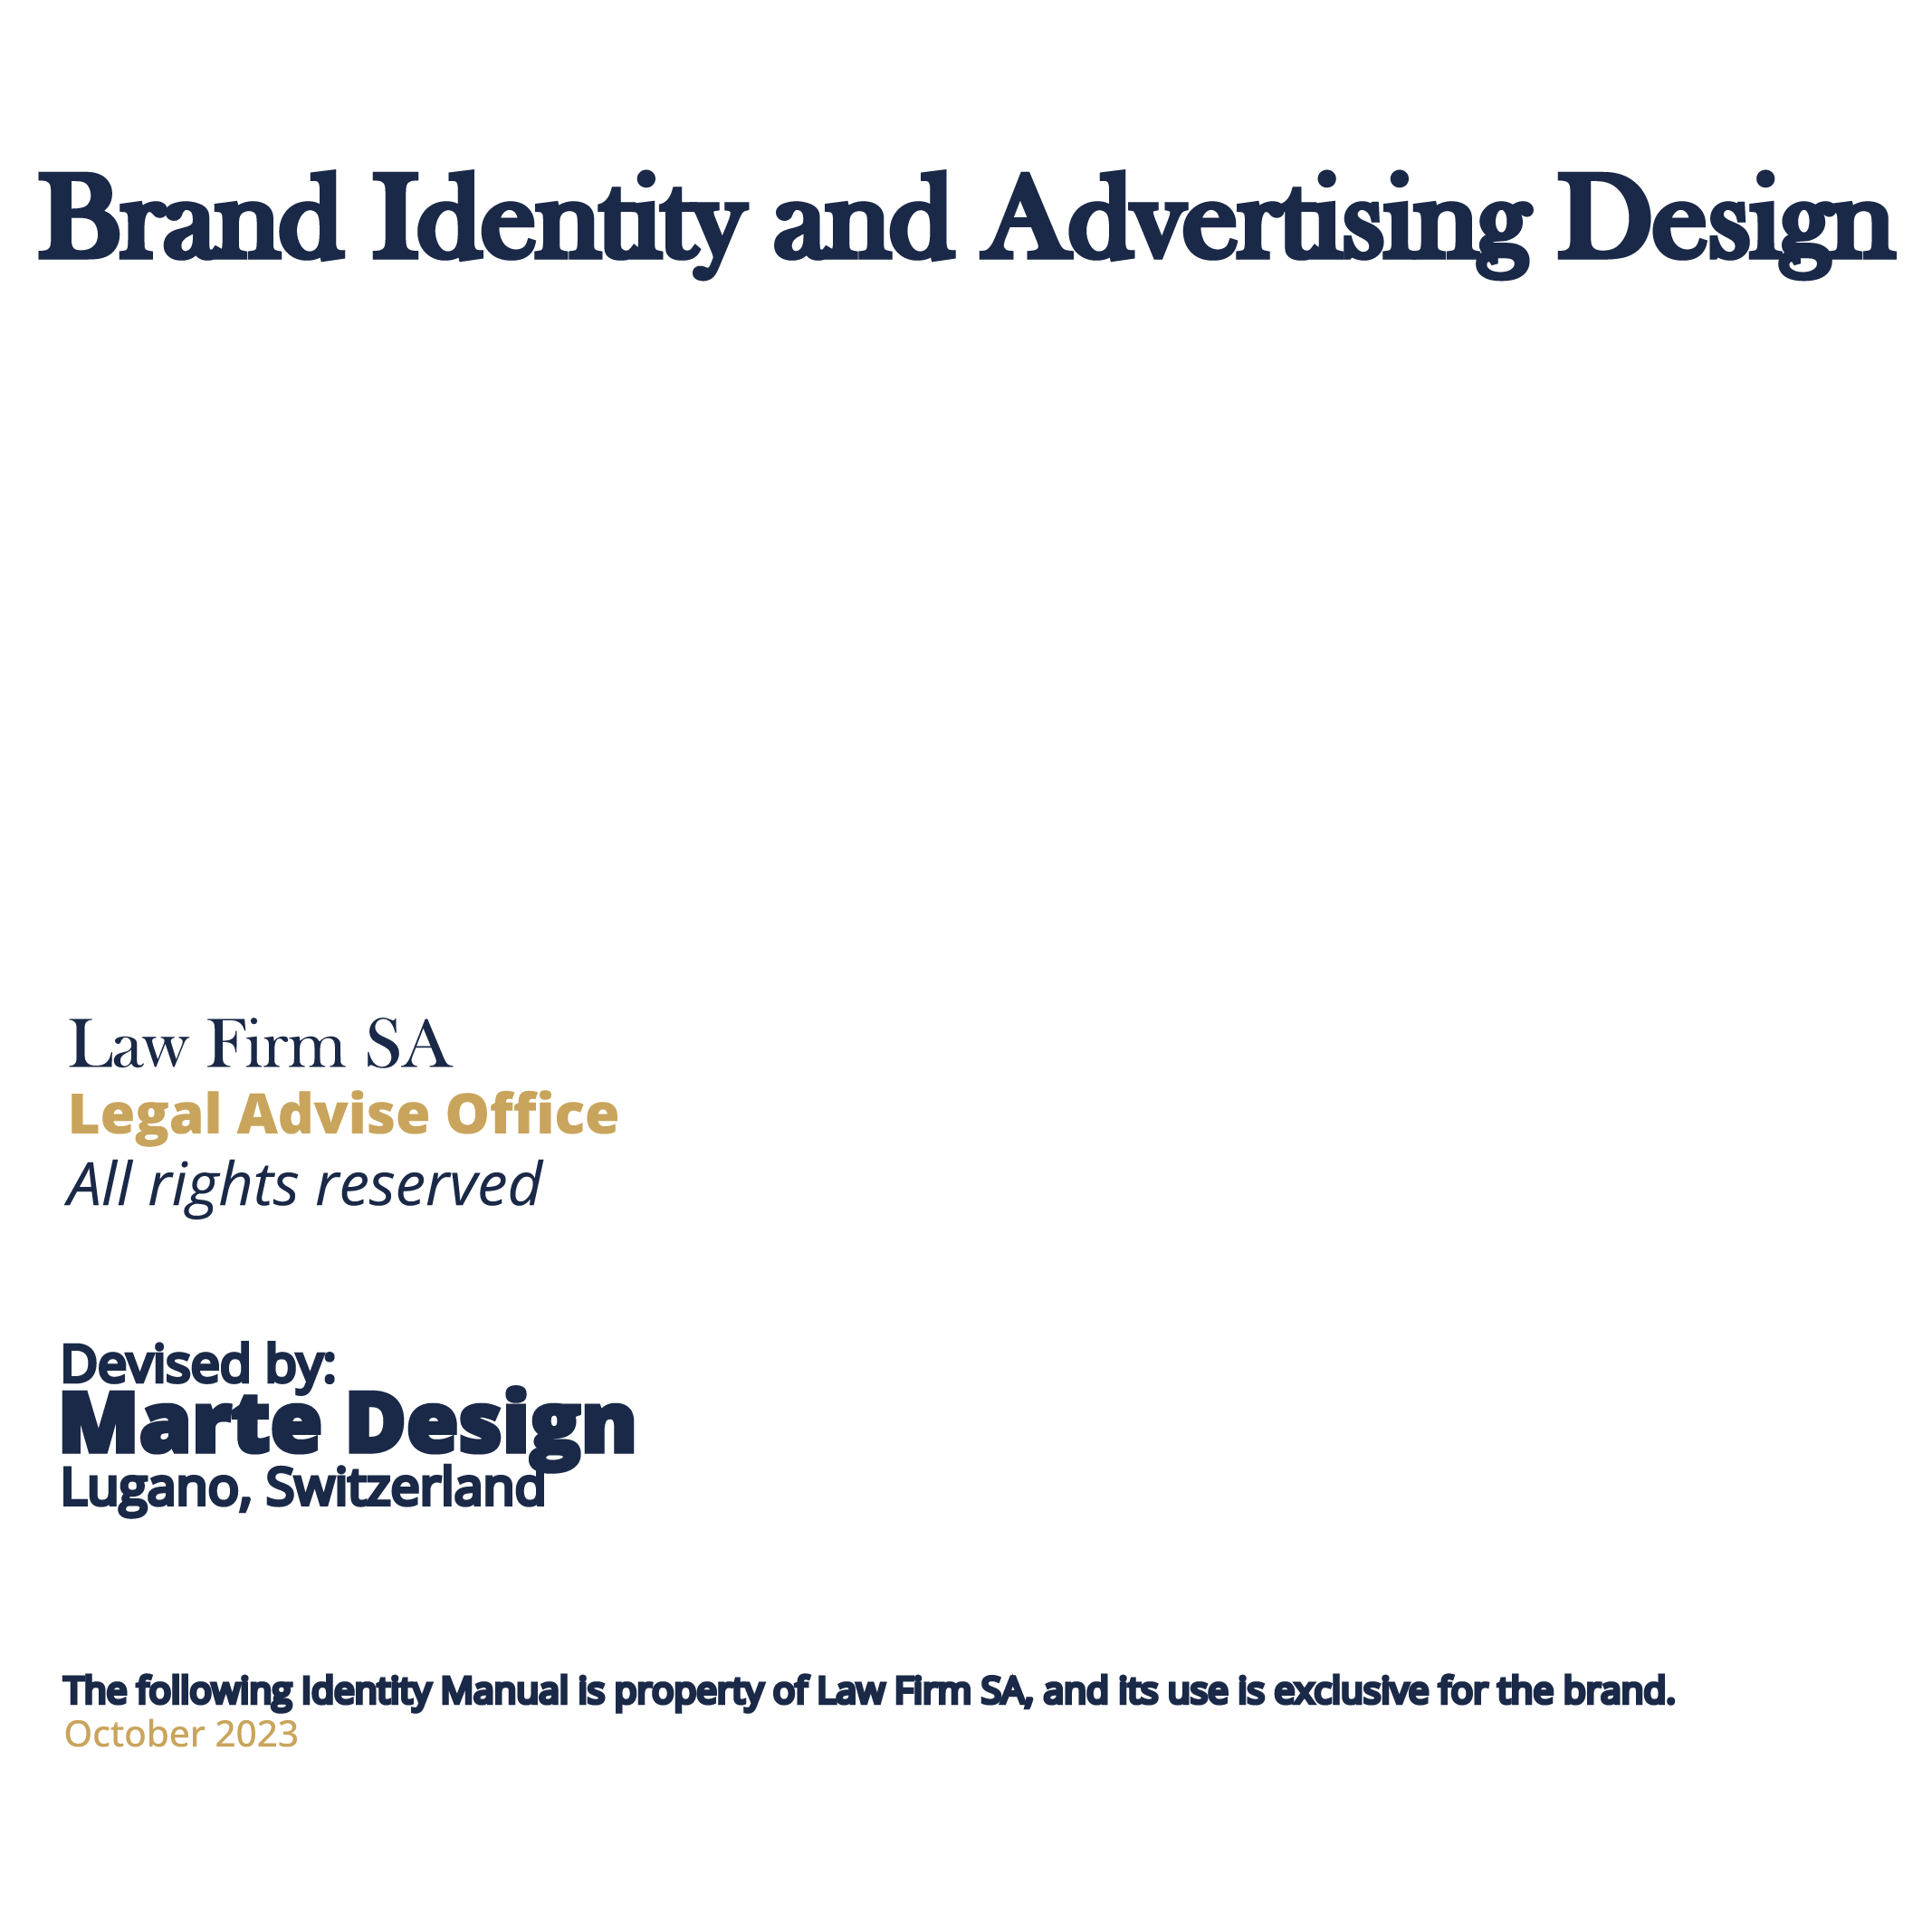 Brand Identity and Advertising Design
Law Firm SA
Legal Advise Office
All rights reserved
Devised by:
Marte Design
Lugano, Switzerland
The following Identity Manual is property of Law Firm SA, and its use is exclusive for the brand.
October 2023